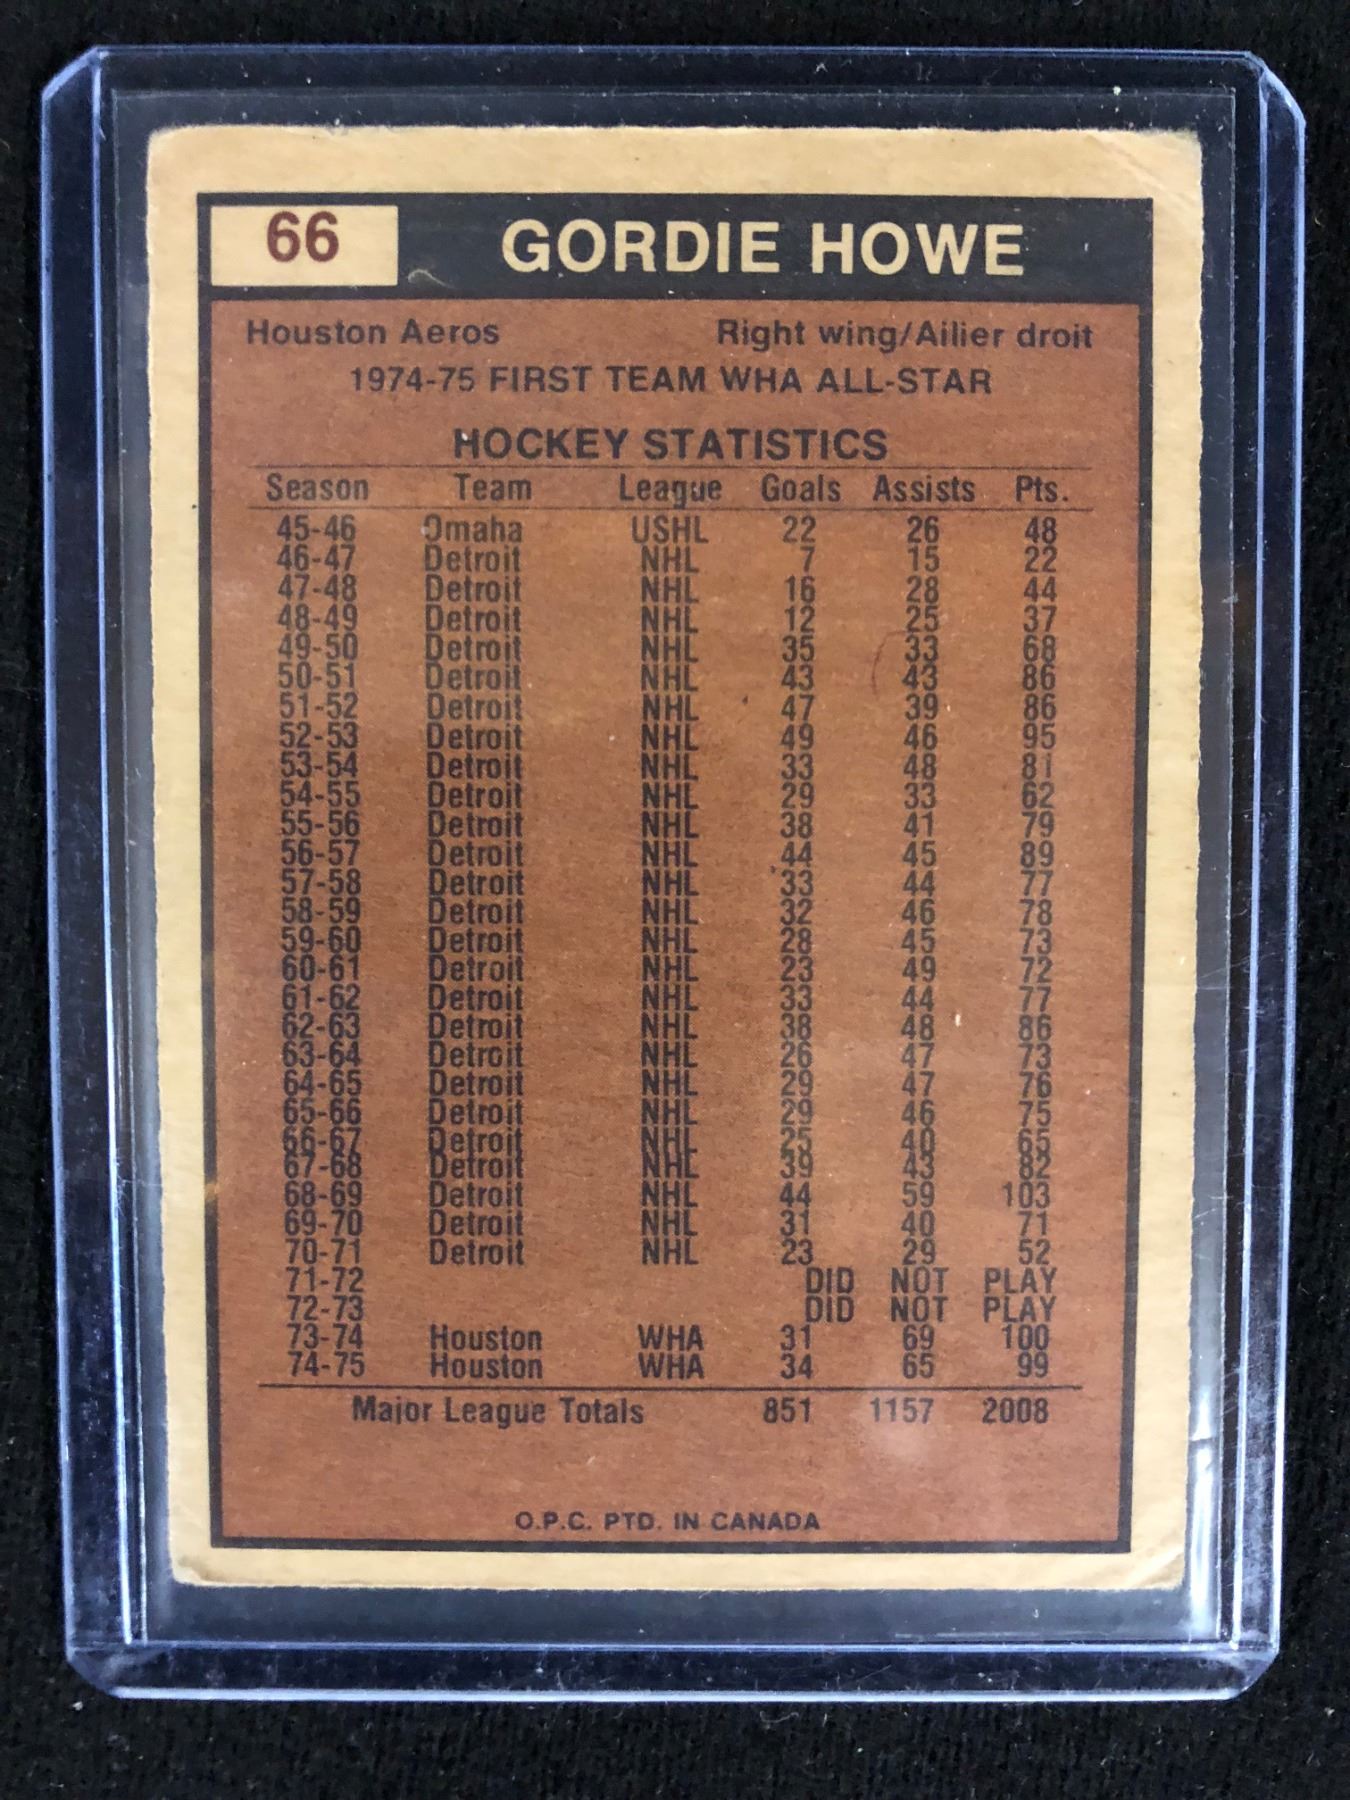 66 GORDIE HOWE
Houston Aeros Right wing/Ailier droit
1974-75 FIRST TEAM WHA ALL-STAR
HOCKEY STATISTICS
Season Team League Goals Assists Pts.
45-46 Omaha USHL 22 26 48
46-47 Detroit NHL 7 15 22
47-48 Detroit NHL 16 28 44
48-49 Detroit NHL 12 25 37
49-50 Detroit NHL 35 33 68
50-51 Detroit NHL 43 43 86
51-52 Detroit NHL 47 39 86
52-53 Detroit NHL 49 46 95
53-54 Detroit NHL 33 48 81
54-55 Detroit NHL 29 33 62
55-56 Detroit NHL 38 41 79
56-57 Detroit NHL 44 45 89
57-58 Detroit NHL 33 44 77
58-59 Detroit NHL 32 46 78
59-60 Detroit NHL 28 45 73
60-61 Detroit NHL 23 49 72
61-62 Detroit NHL 33 44 77
62-63 Detroit NHL 38 48 86
63-64 Detroit NHL 26 47 73
64-65 Detroit NHL 29 47 76
65-66 Detroit NHL 29 46 75
66-67 Detroit NHL 25 40 65
67-68 Detroit NHL 39 43 82
68-69 Detroit NHL 44 59 103
69-70 Detroit NHL 31 40 71
70-71 Detroit NHL 23 29 52
71-72 DID NOT PLAY
72-73 DID NOT PLAY
73-74 Houston WHA 31 69 100
74-75 Houston WHA 34 65 99
Major League Totals 851 1157 2008
O.P.C. PTD. IN CANADA